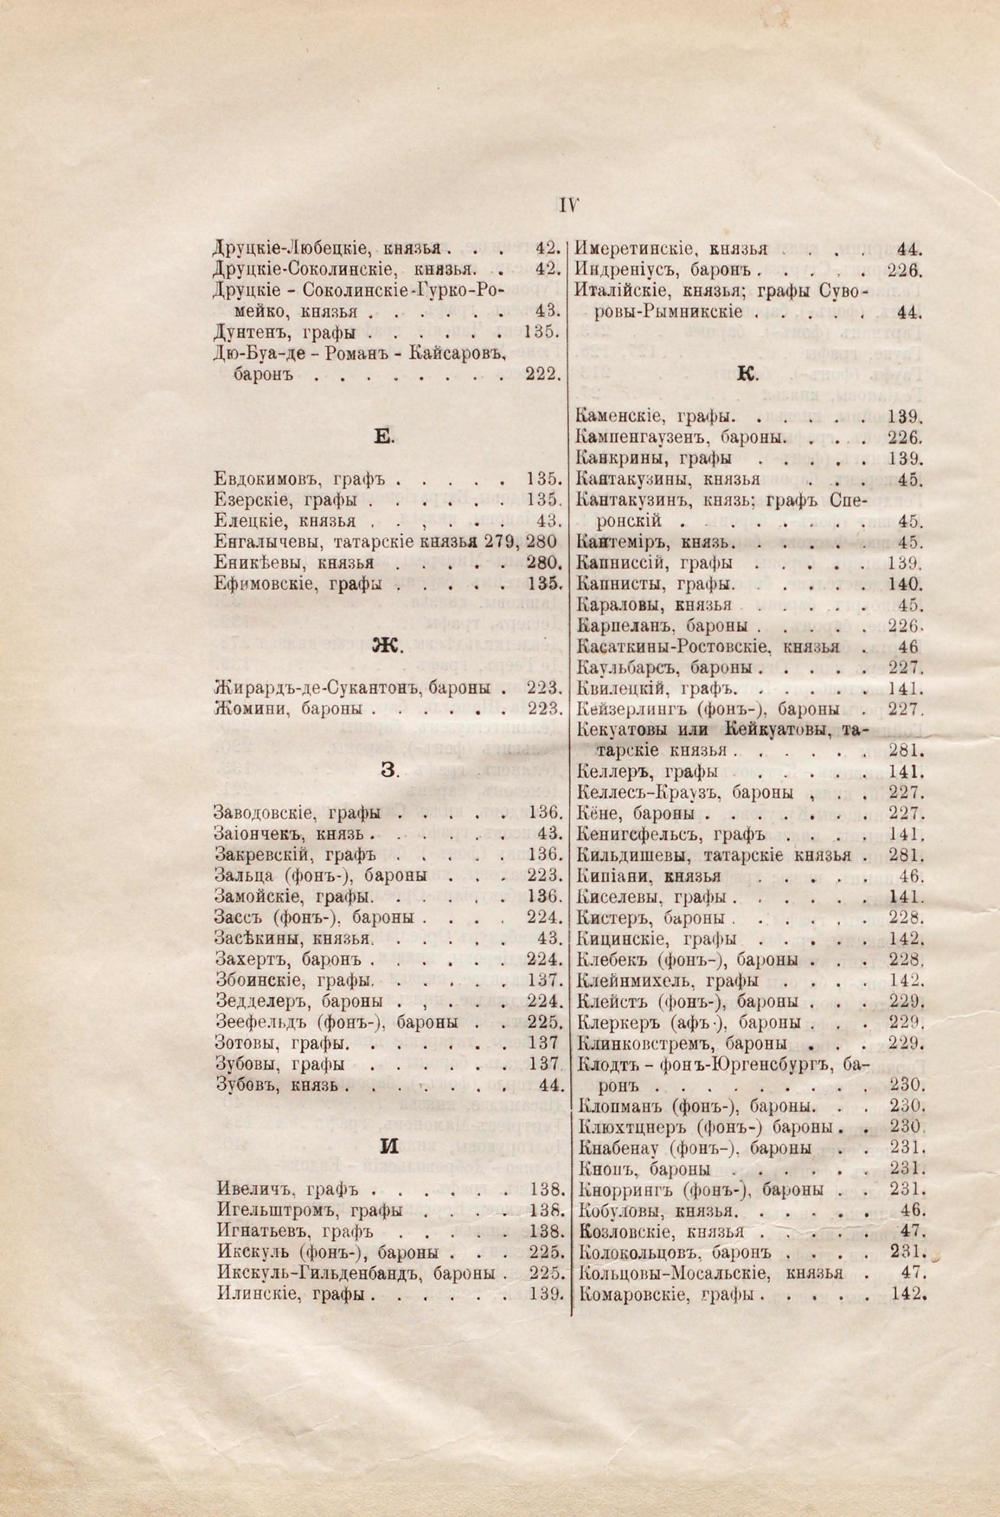 IV
Друцкіе-Любецкіе, князья . . . 42.
Друцкіе-Соколинскіе, князья. . 42.
Друцкіе - Соколинскіе-Гурко-Ро-
мейко, князья . . . . . . 43.
Дунтенъ, графы . . . . . . 135.
Дю-Буа-де - Романъ - Кайсаровъ,
баронъ . . . . . . . . 222.
Е.
Евдокимовъ, графъ . . . . . 135.
Езерскіе, графы . . . . . . 135.
Елецкіе, князья . . , . . . 43.
Енгалычевы, татарскіе князья 279, 280
Еникѣевы, князья . . . . . 280.
Ефимовскіе, графы . . . . . 135.
Ж.
Жирардъ-де-Сукантонъ, бароны . 223.
Жомини, бароны . . . . . . 223.
З.
Заводовскіе, графы . . . . . 136.
Заіончекъ, князь . . . . . . 43.
Закревскій, графъ . . . . . 136.
Зальца (фонъ-), бароны . . . 223.
Замойскіе, графы. . . . . . 136.
Зассъ (фонъ-), бароны . . . . 224.
Засѣкины, князья. . . . . . 43.
Захертъ, баронъ . . . . . . 224.
Збоинскіе, графы. . . . . . 137.
Зедделеръ, бароны . , . . . 224.
Зеефельдъ (фонъ-), бароны . . 225.
Зотовы, графы. . . . . . . 137
Зубовы, графы . . . . . . 137
Зубовъ, князь . . . . . . . 44.
И
Ивеличъ, графъ . . . . . . 138.
Игельштромъ, графы . . . . 138.
Игнатьевъ, графъ . . . . . 138.
Икскуль (фонъ-), бароны . . . 225.
Икскуль-Гильденбандъ, бароны . 225.
Илинскіе, графы . . . . . . 139.
Имеретинскіе, князья . . . . 44.
Индреніусъ, баронъ . . . . . 226.
Италійскіе, князья; графы Суво-
ровы-Рымникскіе . . . . . 44.
К.
Каменскіе, графы. . . . . . 139.
Кампенгаузенъ, бароны. . . . 226.
Канкрины, графы . . . . . 139.
Кантакузины, князья . . . 45.
Кантакузинъ, князь; графъ Спе-
ронскій . . . . . . . . 45.
Кантеміръ, князь. . . . . . 45.
Капниссій, графы . . . . . 139.
Капнисты, графы. . . . . . 140.
Караловы, князья . . . . . 45.
Карпеланъ, бароны . . . . . 226.
Касаткины-Ростовскіе, князья . 46
Каульбарсъ, бароны . . . . . 227.
Квилецкій, графъ. . . . . . 141.
Кейзерлингъ (фонъ-), бароны . 227.
Кекуатовы или Кейкуатовы, та-
тарскіе князья . . . . . . 281.
Келлеръ, графы . . . . . 141.
Келлесъ-Краузъ, бароны , . . 227.
Кёне, бароны . . . . . . . 227.
Кенигсфельсъ, графъ . . . . 141.
Кильдишевы, татарскіе князья . 281.
Кипіани, князья . . . . . 46.
Киселевы, графы . . . . . . 141.
Кистеръ, бароны . . . . . . 228.
Кицинскіе, графы . . . . . 142.
Клебекъ (фонъ-), бароны . . . 228.
Клейнмихель, графы . . . . 142.
Клейстъ (фонъ-), бароны . . . 229.
Клеркеръ (афъ-), бароны . . . 229.
Клинковстремъ, бароны . . . 229.
Клодтъ - фонъ-Юргенсбургъ, ба-
ронъ . . . . . . . . . 230.
Клопманъ (фонъ-), бароны. . . 230.
Клюхтцнеръ (фонъ-) бароны . . 230.
Кнабенау (фонъ-), бароны . . 231.
Кнопъ, бароны . . . . . . 231.
Кноррингъ (фонъ-), бароны . . 231.
Кобуловы, князья. . . . . . 46.
Козловскіе, князья . . . . . 47.
Колокольцовъ, баронъ . . . . 231.
Кольцовы-Мосальскіе, князья . 47.
Комаровскіе, графы . . . . . 142.